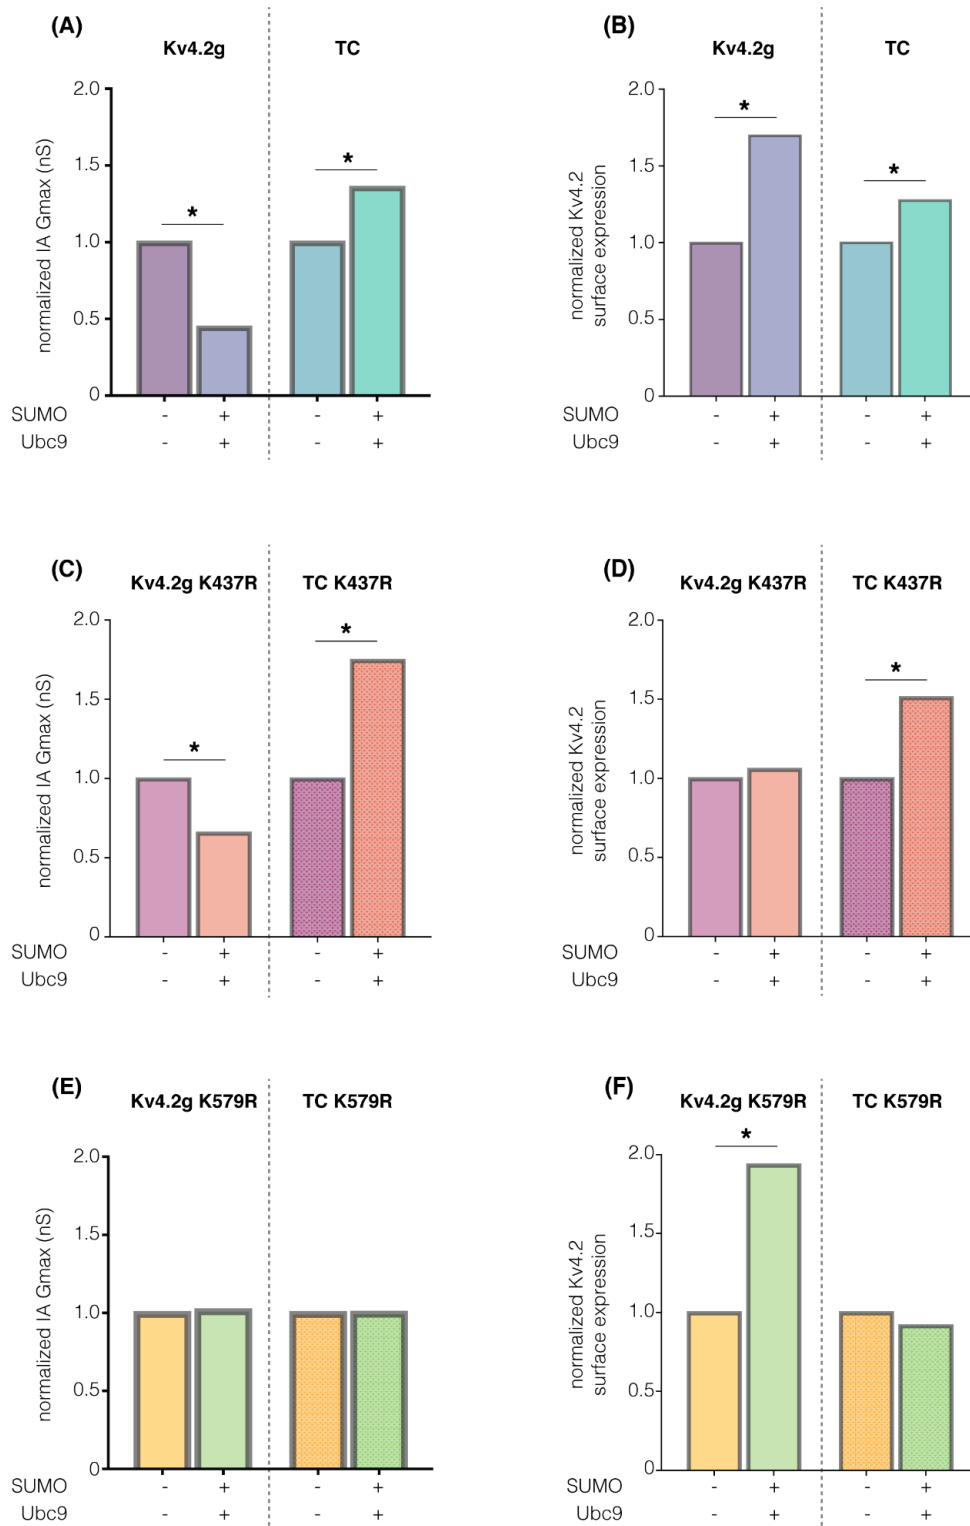 (A)
Kv4.2g TC
normalized IA Gmax (nS)
2.0
1.5
1.0
0.5
0
*
*
SUMO - + - +
Ubc9 - + - +
(B)
Kv4.2g TC
normalized Kv4.2
surface expression
2.0
1.5
1.0
0.5
0
*
*
SUMO - + - +
Ubc9 - + - +
(C)
Kv4.2g K437R TC K437R
normalized IA Gmax (nS)
2.0
1.5
1.0
0.5
0
*
*
SUMO - + - +
Ubc9 - + - +
(D)
Kv4.2g K437R TC K437R
normalized Kv4.2
surface expression
2.0
1.5
1.0
0.5
0
*
SUMO - + - +
Ubc9 - + - +
(E)
Kv4.2g K579R TC K579R
normalized IA Gmax (nS)
2.0
1.5
1.0
0.5
0
SUMO - + - +
Ubc9 - + - +
(F)
Kv4.2g K579R TC K579R
normalized Kv4.2
surface expression
2.0
1.5
1.0
0.5
0
*
SUMO - + - +
Ubc9 - + - +